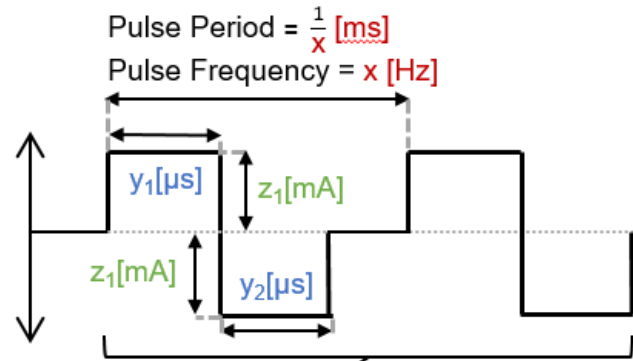 Pulse Period = 1/x [ms]
Pulse Frequency = x [Hz]
y₁[µs]
z₁[mA]
z₁[mA]
y₂[µs]